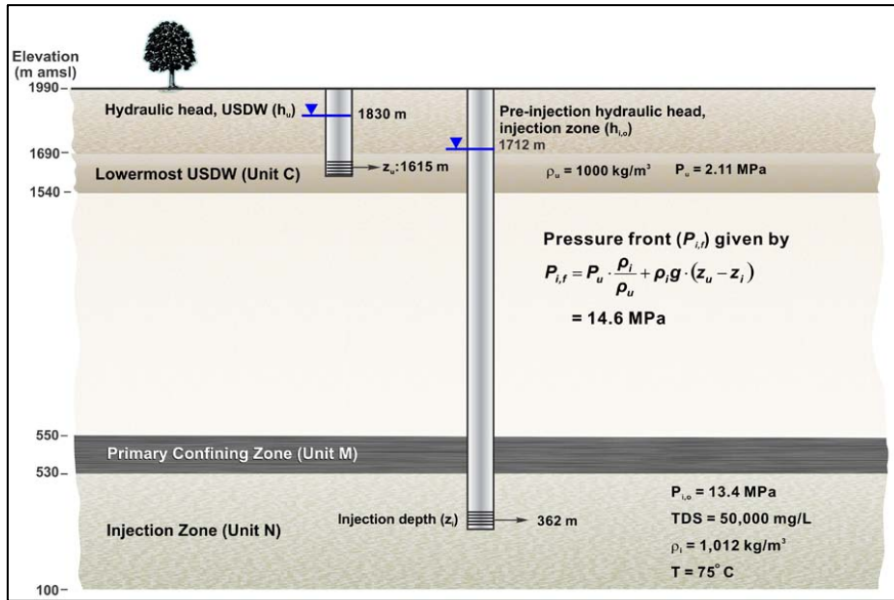 Elevation
(m amsl)
1990
Hydraulic head, USDW (hᵤ)
1830 m
Pre-injection hydraulic head,
injection zone (hᵢ,ₒ)
1712 m
1690
zᵤ:1615 m
Lowermost USDW (Unit C)
ρᵤ = 1000 kg/m³ Pᵤ = 2.11 MPa
1540
Pressure front (Pᵢ,f) given by
Pᵢ,f = Pᵤ · ρᵢ/ρᵤ + ρᵢg · (zᵤ − zᵢ)
= 14.6 MPa
550
Primary Confining Zone (Unit M)
530
Injection Zone (Unit N)
Injection depth (zᵢ)
362 m
Pᵢ,ₒ = 13.4 MPa
TDS = 50,000 mg/L
ρᵢ = 1,012 kg/m³
T = 75° C
100